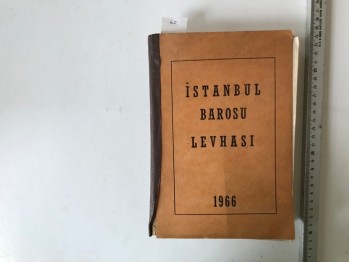 İSTANBUL
BAROSU
LEVHASI
1966